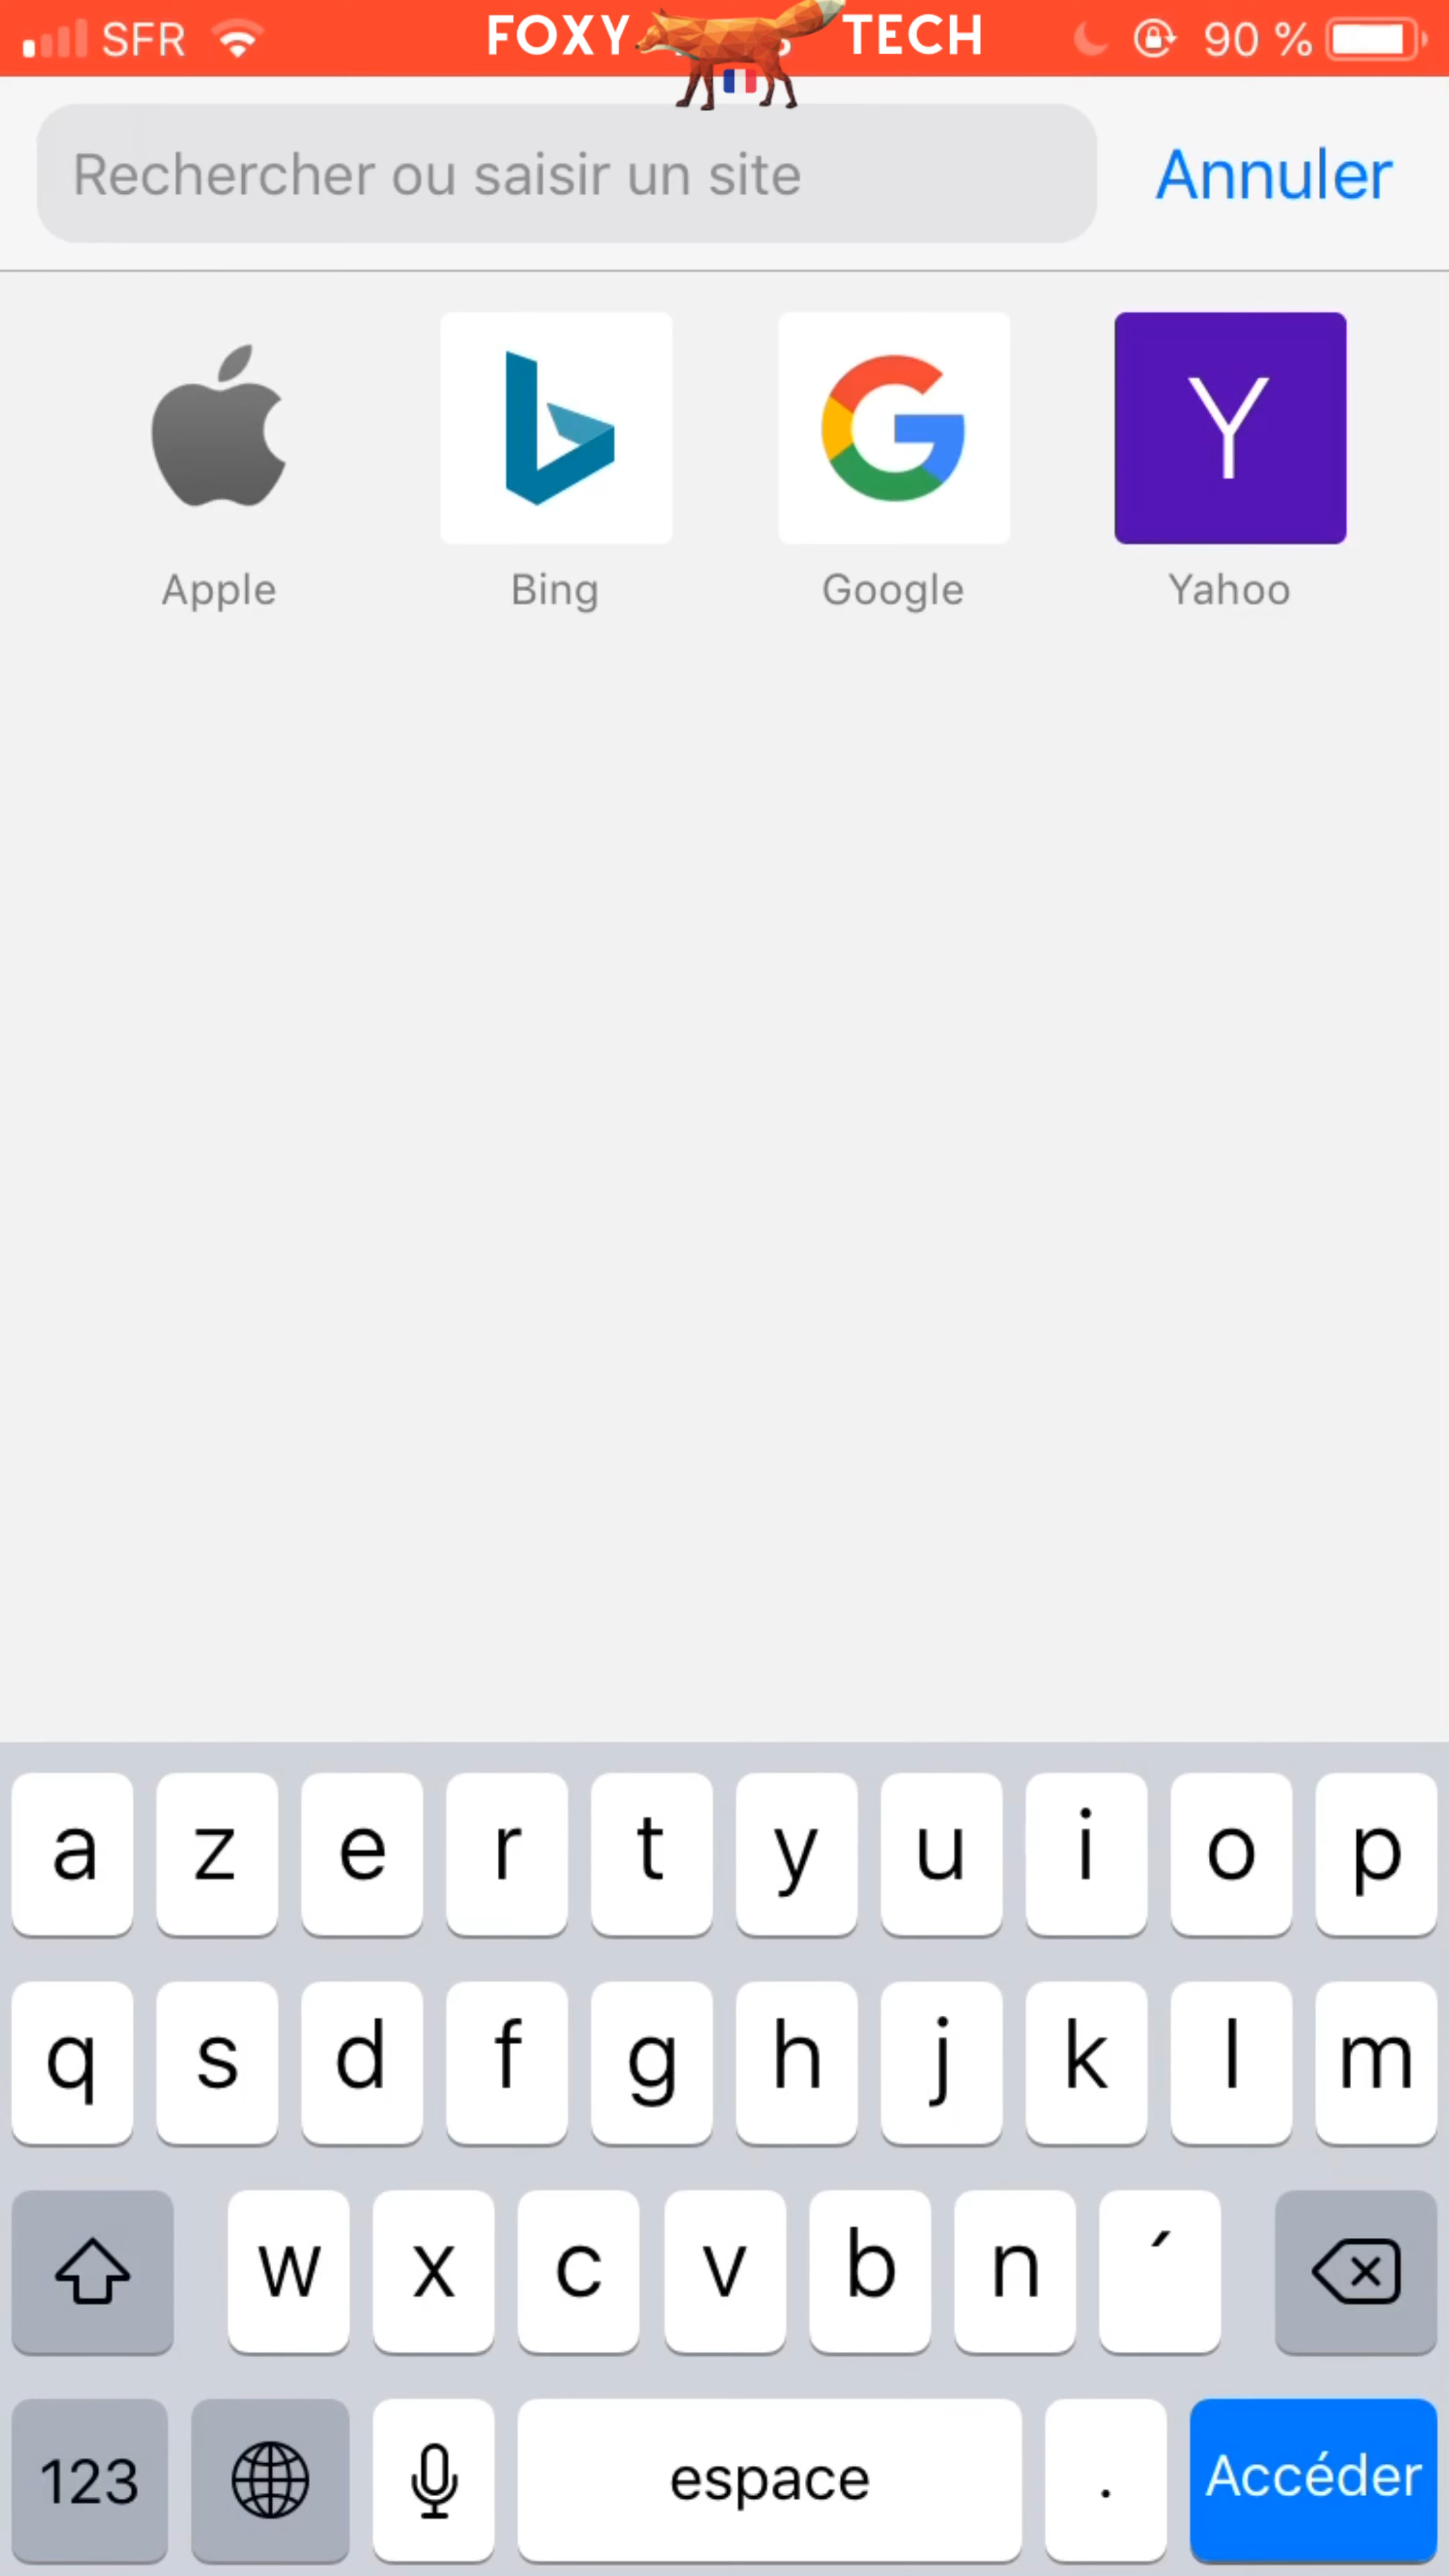 SFR FOXY TECH 90 %
Rechercher ou saisir un site Annuler
Y
Apple Bing Google Yahoo
a z e r t y u i o p
q s d f g h j k l m
w x c v b n ´
123 espace . Accéder